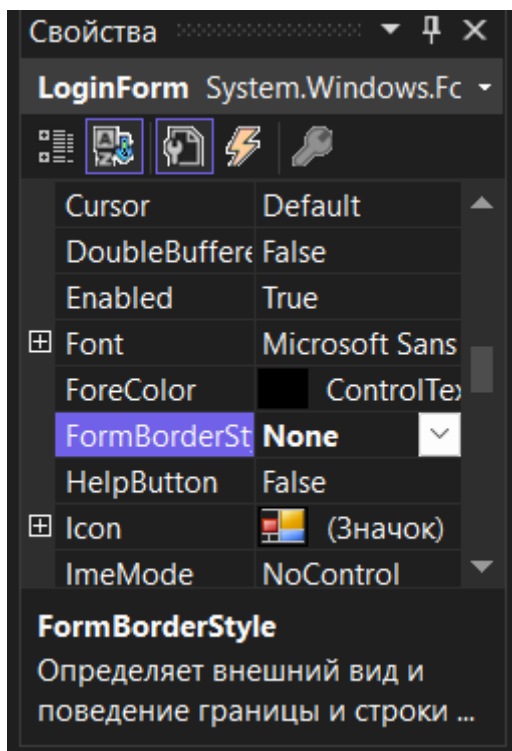 Свойства
LoginForm System.Windows.Fc
Cursor Default
DoubleBuffere False
Enabled True
Font Microsoft Sans
ForeColor ControlTex
FormBorderSt None
HelpButton False
Icon (Значок)
ImeMode NoControl
FormBorderStyle
Определяет внешний вид и
поведение границы и строки ...